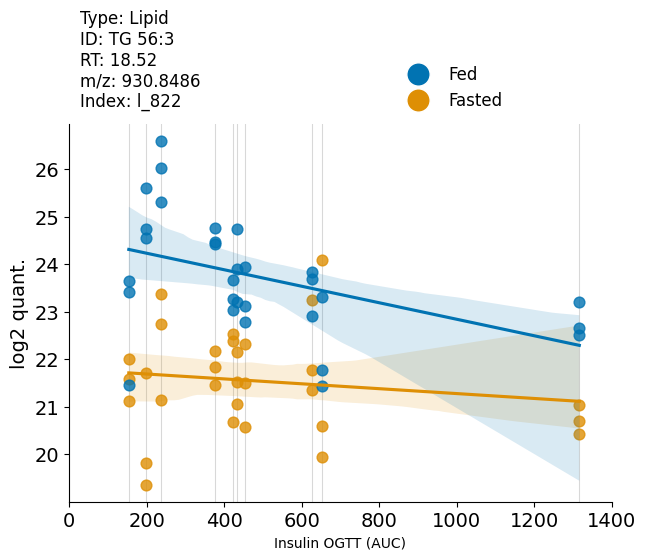 Type: Lipid
ID: TG 56:3
RT: 18.52
m/z: 930.8486
Index: l_822
Fed
Fasted
26
25
24
23
22
21
20
log2 quant.
0 200 400 600 800 1000 1200 1400
Insulin OGTT (AUC)